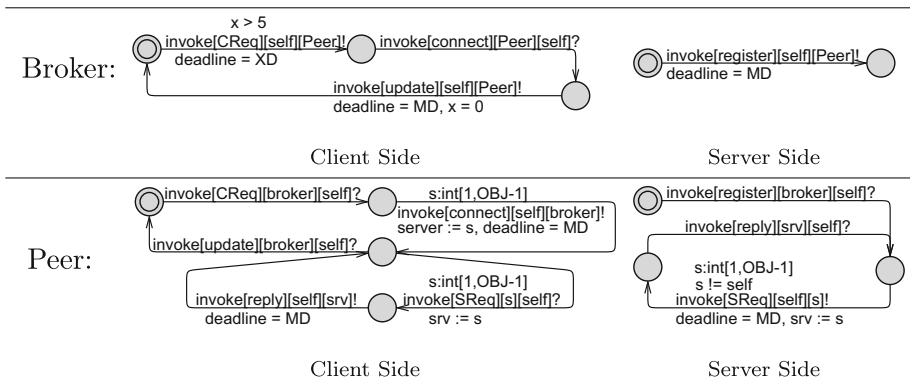 Broker:
x > 5
invoke[CReq][self][Peer]!
deadline = XD
invoke[connect][Peer][self]?
invoke[update][self][Peer]!
deadline = MD, x = 0
Client Side
invoke[register][self][Peer]!
deadline = MD
Server Side
Peer:
invoke[CReq][broker][self]?
s:int[1,OBJ-1]
invoke[connect][self][broker]!
server := s, deadline = MD
invoke[update][broker][self]?
s:int[1,OBJ-1]
invoke[reply][self][srv]!
deadline = MD
invoke[SReq][s][self]?
srv := s
Client Side
invoke[register][broker][self]?
invoke[reply][srv][self]?
s:int[1,OBJ-1]
s != self
invoke[SReq][self][s]!
deadline = MD, srv := s
Server Side